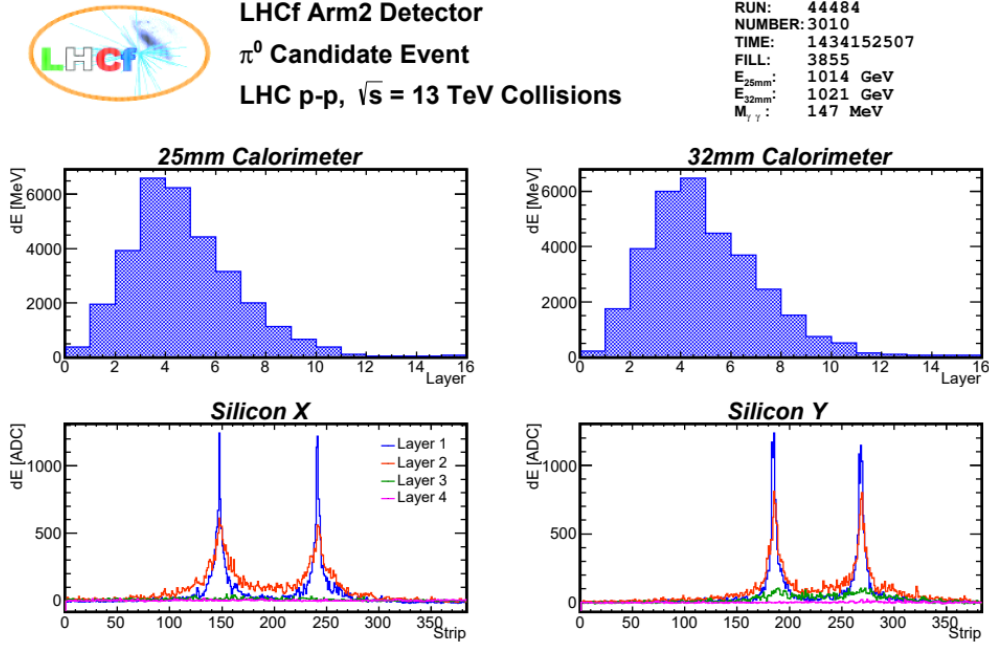 LHCf
LHCf Arm2 Detector
π⁰ Candidate Event
LHC p-p, √s = 13 TeV Collisions
RUN: 44484
NUMBER: 3010
TIME: 1434152507
FILL: 3855
E25mm: 1014 GeV
E32mm: 1021 GeV
Mγγ: 147 MeV
25mm Calorimeter
dE [MeV]
6000
4000
2000
0
0 2 4 6 8 10 12 14 16
Layer
32mm Calorimeter
dE [MeV]
6000
4000
2000
0
0 2 4 6 8 10 12 14 16
Layer
Silicon X
dE [ADC]
1000
500
0
Layer 1
Layer 2
Layer 3
Layer 4
0 50 100 150 200 250 300 350
Strip
Silicon Y
dE [ADC]
1000
500
0
0 50 100 150 200 250 300 350
Strip